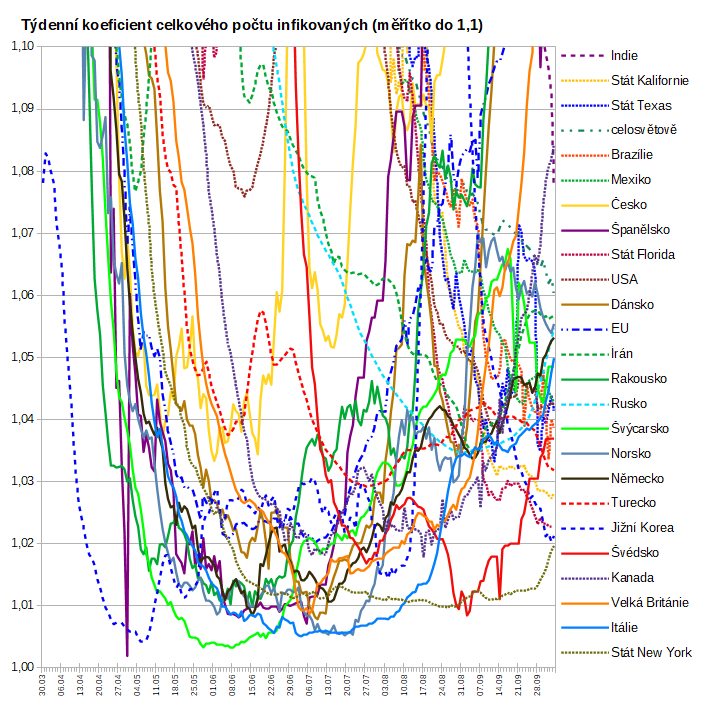 Týdenní koeficient celkového počtu infikovaných (měřítko do 1,1)
1,10
1,09
1,08
1,07
1,06
1,05
1,04
1,03
1,02
1,01
1,00
30.03
06.04
13.04
20.04
27.04
04.05
11.05
18.05
25.05
01.06
08.06
15.06
22.06
29.06
06.07
13.07
20.07
27.07
03.08
10.08
17.08
24.08
31.08
07.09
14.09
21.09
28.09
Indie
Stát Kalifornie
Stát Texas
celosvětově
Brazílie
Mexiko
Česko
Španělsko
Stát Florida
USA
Dánsko
EU
Írán
Rakousko
Rusko
Švýcarsko
Norsko
Německo
Turecko
Jižní Korea
Švédsko
Kanada
Velká Británie
Itálie
Stát New York